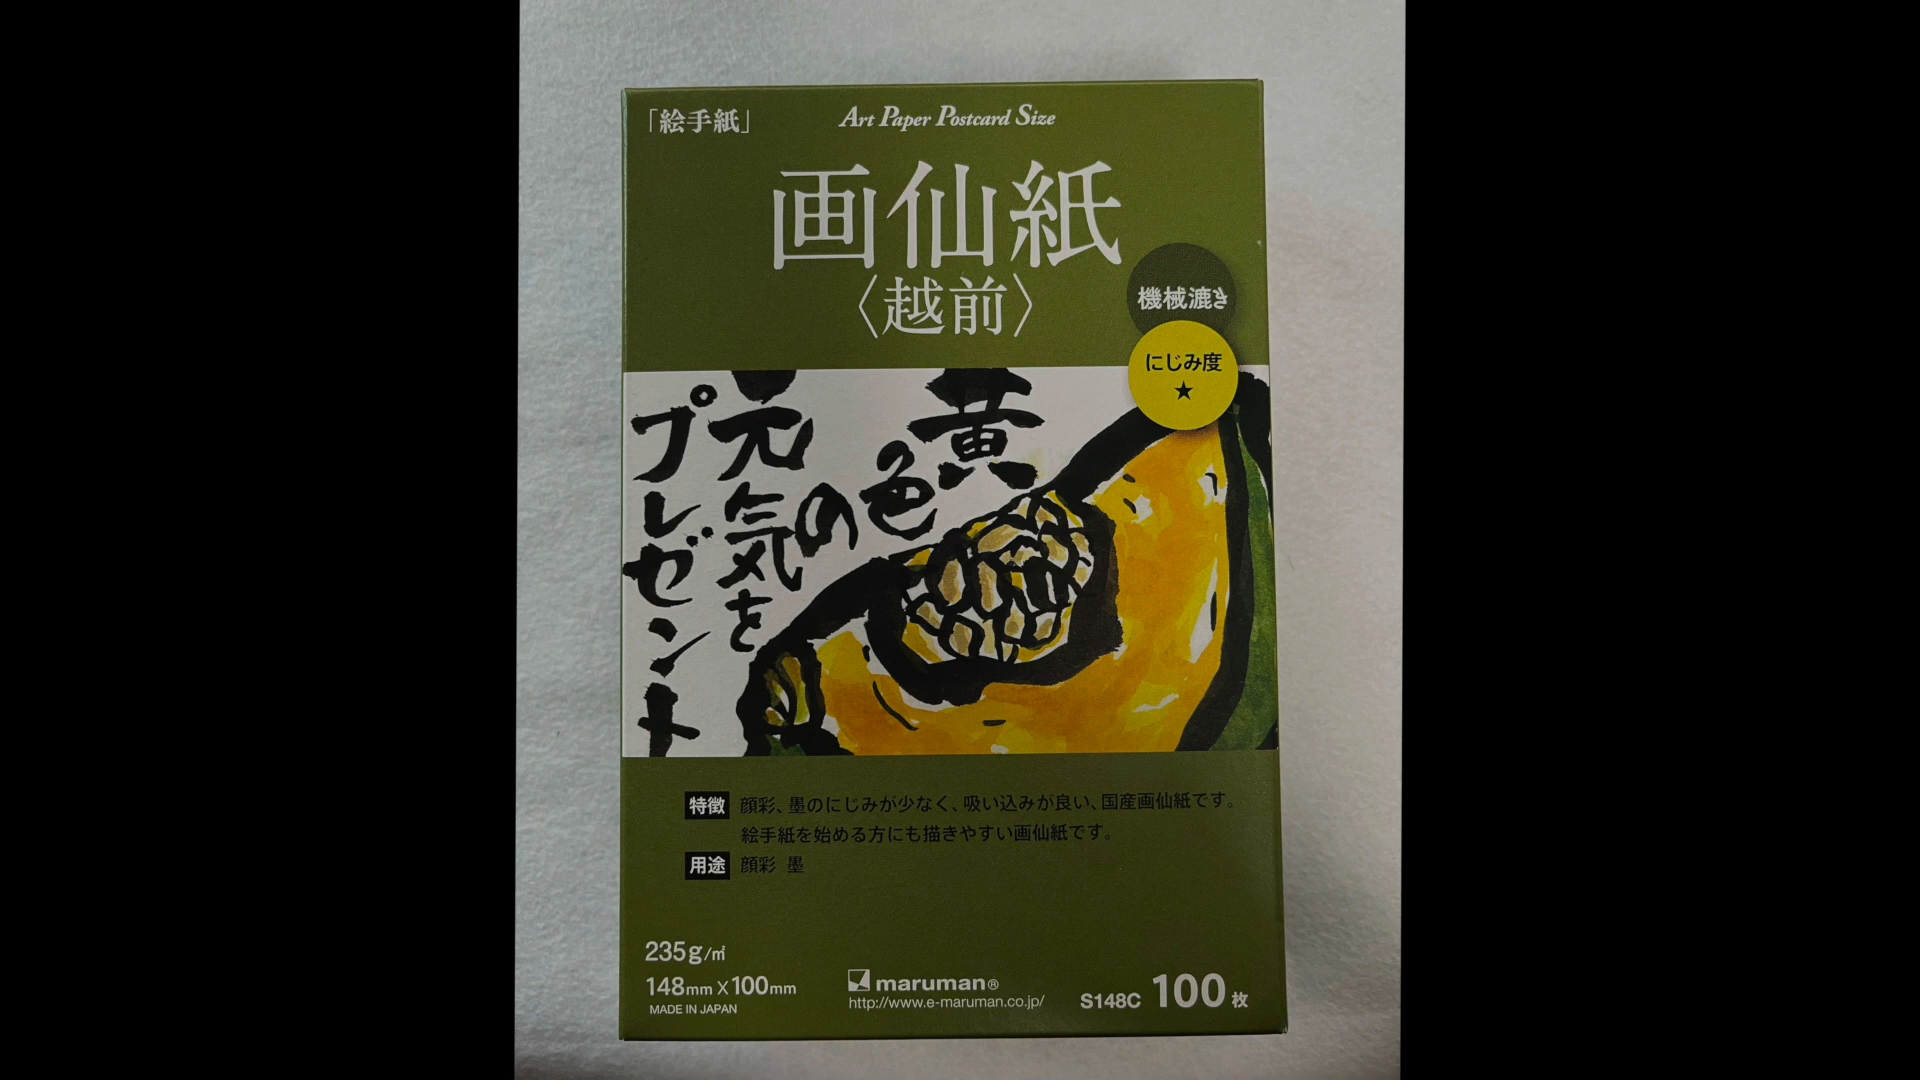 「絵手紙」
Art Paper Postcard Size
画仙紙
〈越前〉
機械漉き
にじみ度
★
黄色の
元気を
プレゼント
特徴 顔彩、墨のにじみが少なく、吸い込みが良い、国産画仙紙です。
絵手紙を始める方にも描きやすい画仙紙です。
用途 顔彩 墨
235g/㎡
148mm X 100mm
MADE IN JAPAN
maruman®
http://www.e-maruman.co.jp/
S148C 100枚